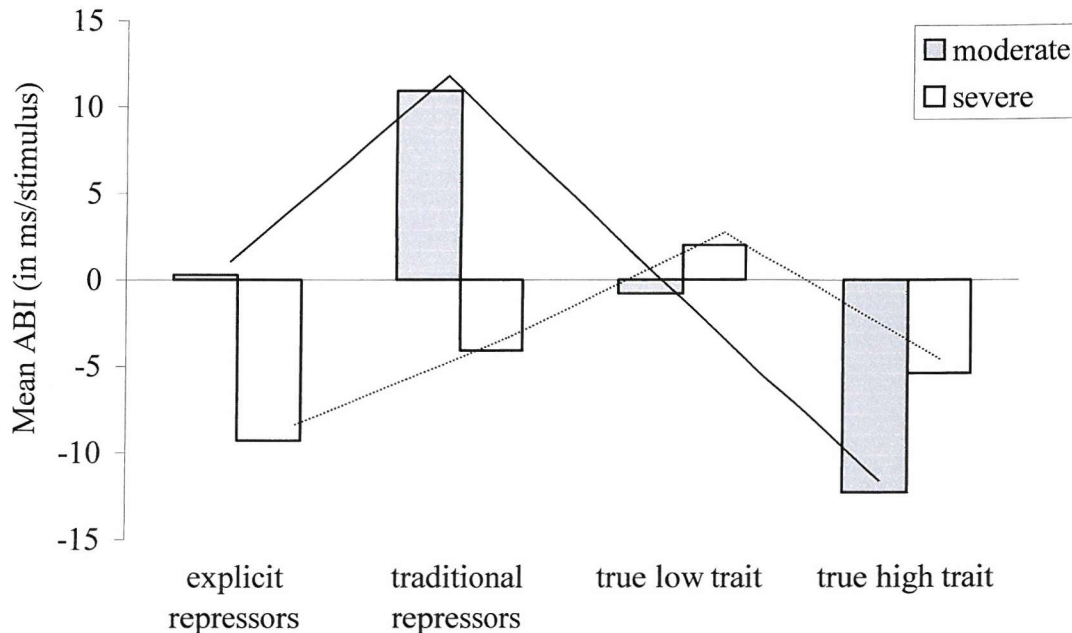 15
10
5
0
-5
-10
-15
Mean ABI (in ms/stimulus)
moderate
severe
explicit
repressors
traditional
repressors
true low trait
true high trait